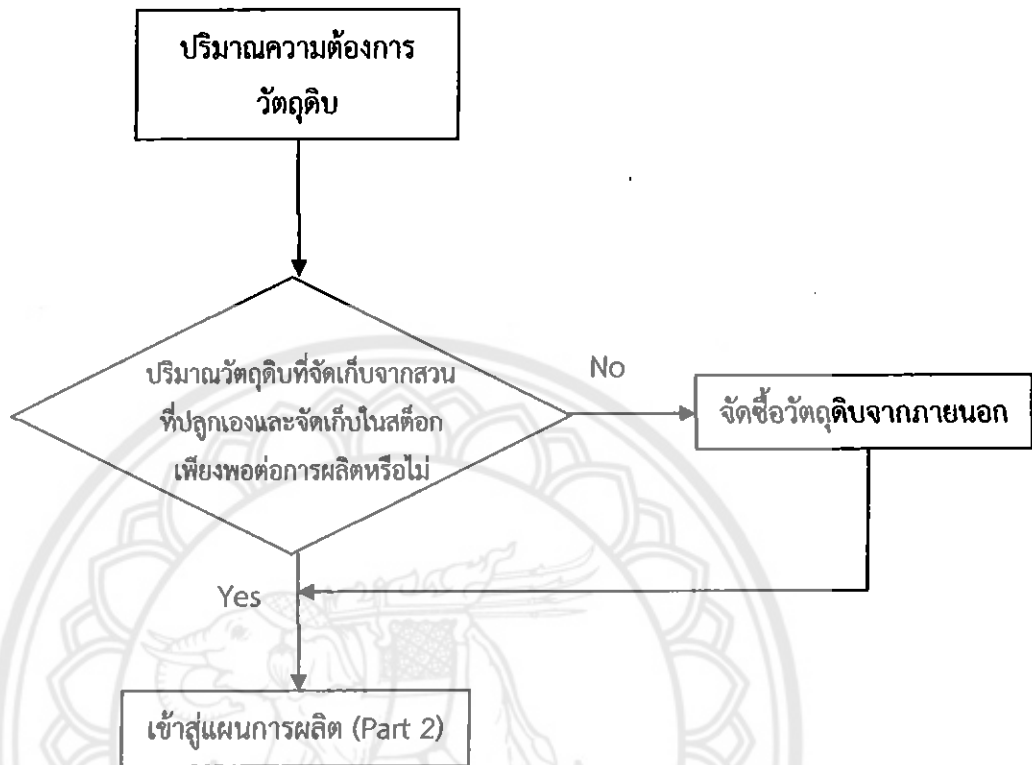 ปริมาณความต้องการ
วัตถุดิบ
ปริมาณวัตถุดิบที่จัดเก็บจากสวน
ที่ปลูกเองและจัดเก็บในสต็อก
เพียงพอต่อการผลิตหรือไม่
No
จัดซื้อวัตถุดิบจากภายนอก
Yes
เข้าสู่แผนการผลิต (Part 2)